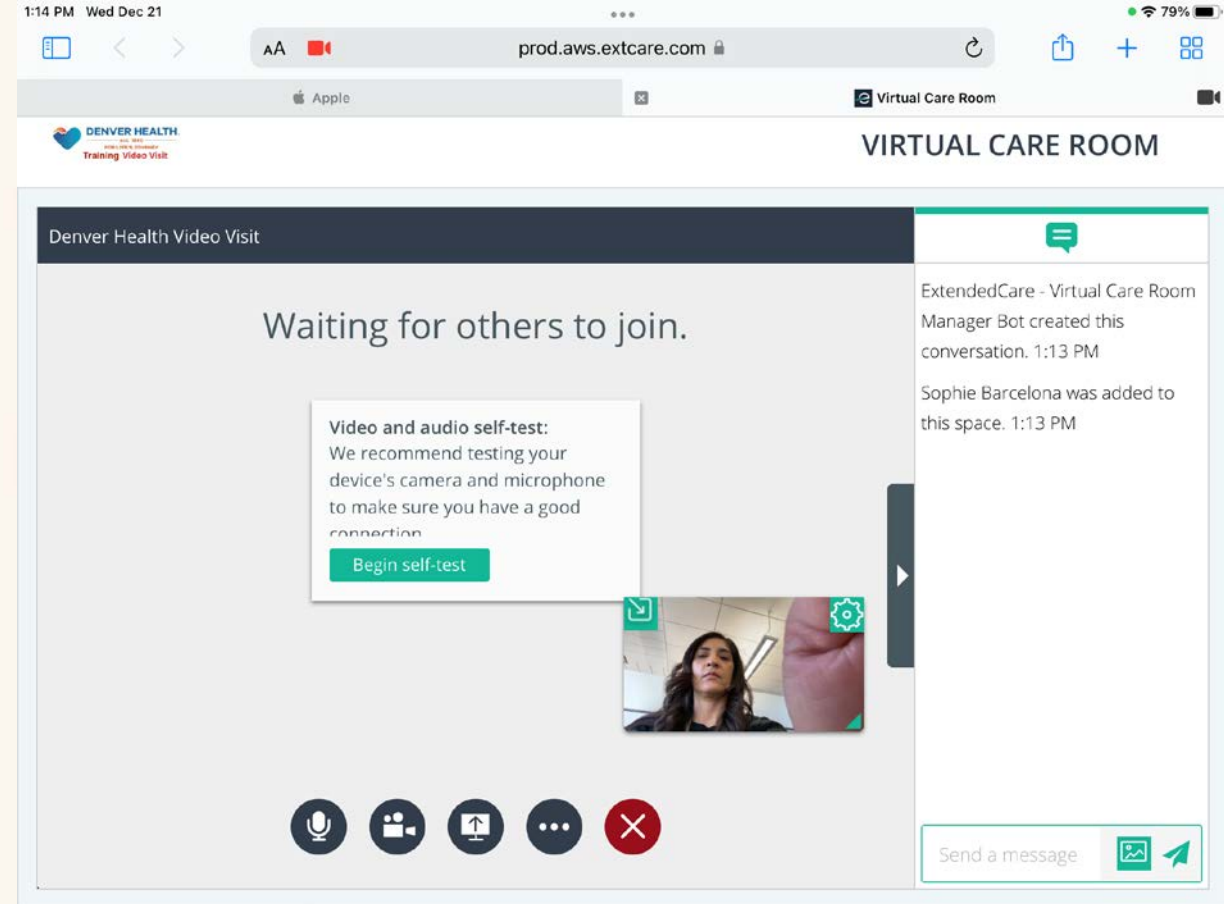 1:14 PM Wed Dec 21
79%
AA
prod.aws.extcare.com
Apple
Virtual Care Room
DENVER HEALTH.
Training Video Visit
VIRTUAL CARE ROOM
Denver Health Video Visit
Waiting for others to join.
Video and audio self-test:
We recommend testing your
device's camera and microphone
to make sure you have a good
connection
Begin self-test
ExtendedCare - Virtual Care Room
Manager Bot created this
conversation. 1:13 PM
Sophie Barcelona was added to
this space. 1:13 PM
Send a message